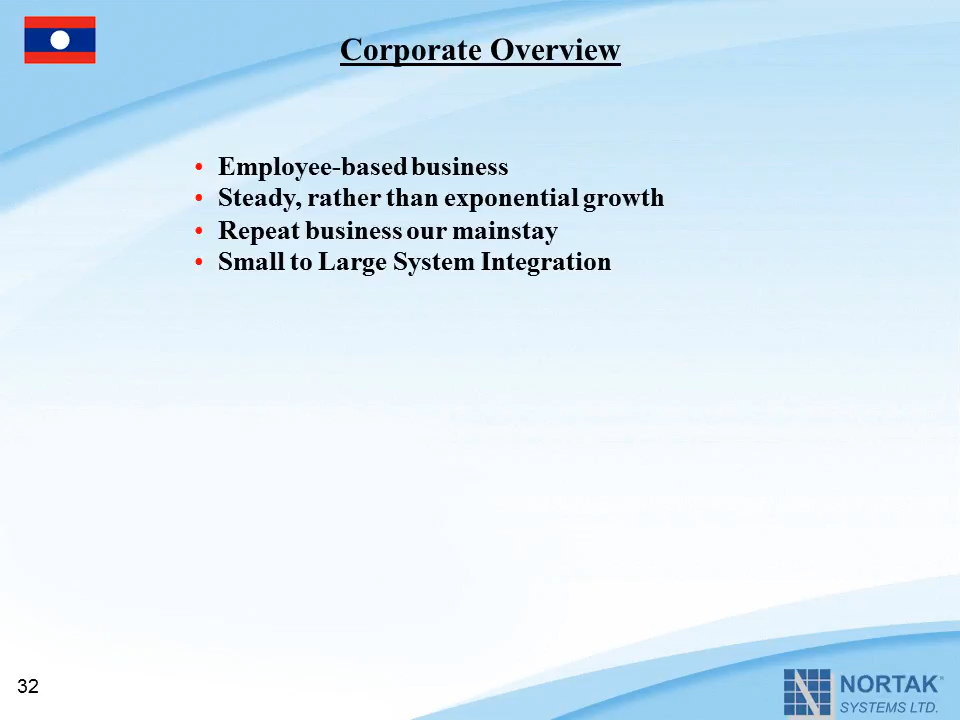 Corporate Overview
• Employee-based business
• Steady, rather than exponential growth
• Repeat business our mainstay
• Small to Large System Integration
32
NORTAK
SYSTEMS LTD.